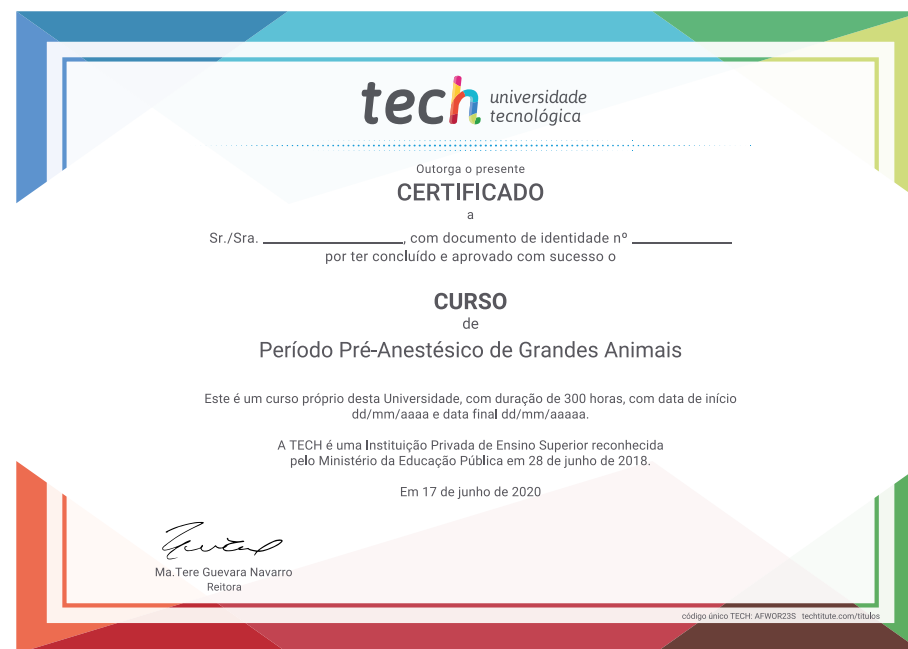 tech universidade
tecnológica
Outorga o presente
CERTIFICADO
a
Sr./Sra. ____________, com documento de identidade nº ____________
por ter concluído e aprovado com sucesso o
CURSO
de
Período Pré-Anestésico de Grandes Animais
Este é um curso próprio desta Universidade, com duração de 300 horas, com data de início
dd/mm/aaaa e data final dd/mm/aaaaa.
A TECH é uma Instituição Privada de Ensino Superior reconhecida
pelo Ministério da Educação Pública em 28 de junho de 2018.
Em 17 de junho de 2020
Ma.Tere Guevara Navarro
Reitora
código único TECH: AFWOR23S techtitute.com/titulos